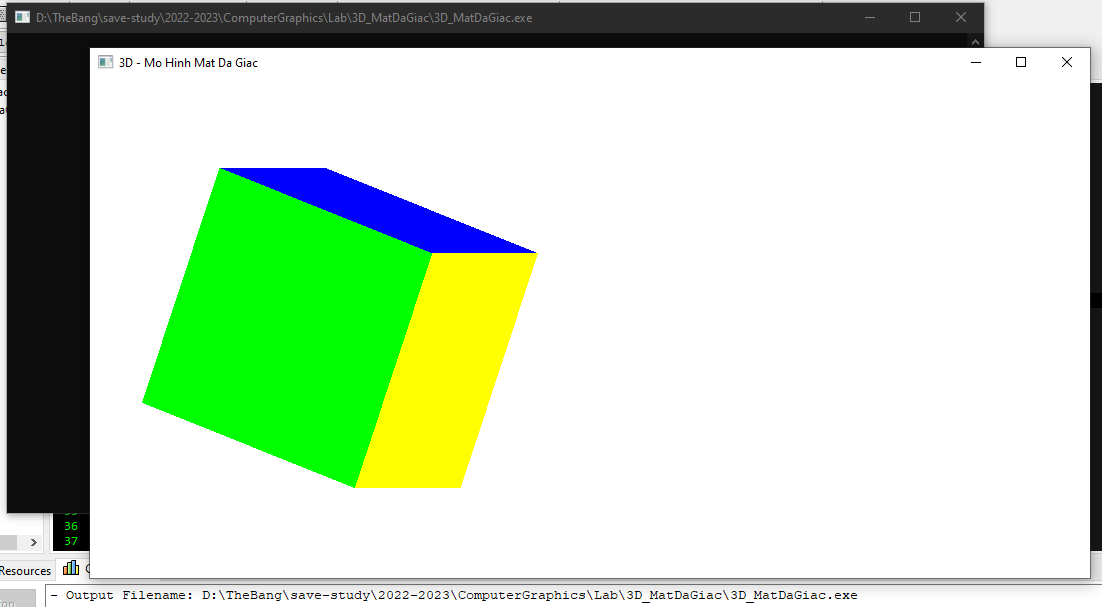 D:\TheBang\save-study\2022-2023\ComputerGraphics\Lab\3D_MatDaGiac\3D_MatDaGiac.exe
3D - Mo Hinh Mat Da Giac
36
37
Resources
- Output Filename: D:\TheBang\save-study\2022-2023\ComputerGraphics\Lab\3D_MatDaGiac\3D_MatDaGiac.exe